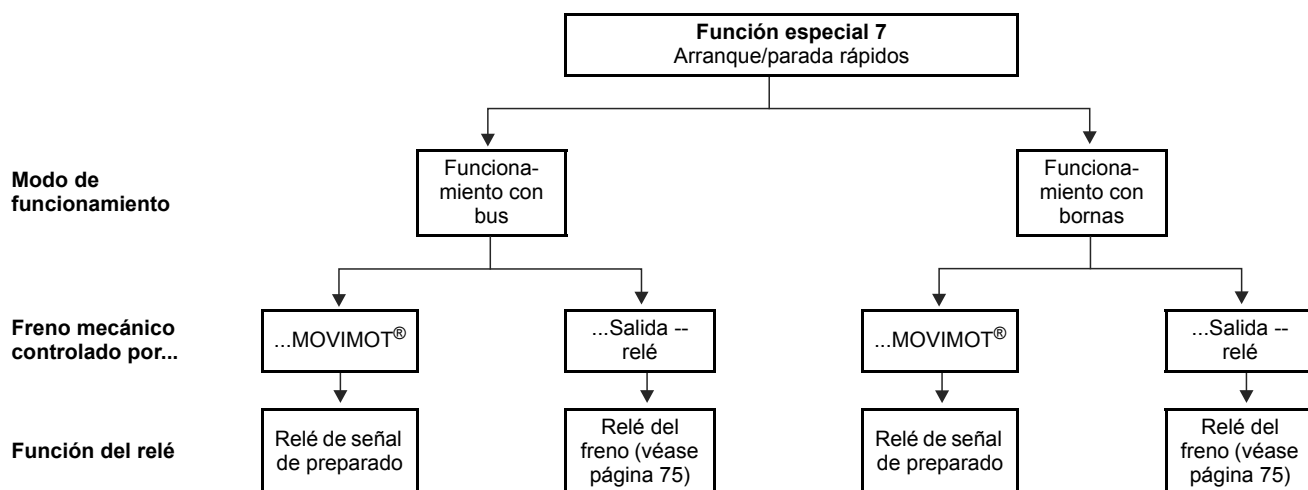 Función especial 7
Arranque/parada rápidos
Modo de
funcionamiento
Funciona-
miento con
bus
Funciona-
miento con
bornas
Freno mecánico
controlado por...
...MOVIMOT®
...Salida --
relé
...MOVIMOT®
...Salida --
relé
Función del relé
Relé de señal
de preparado
Relé del
freno (véase
página 75)
Relé de señal
de preparado
Relé del
freno (véase
página 75)